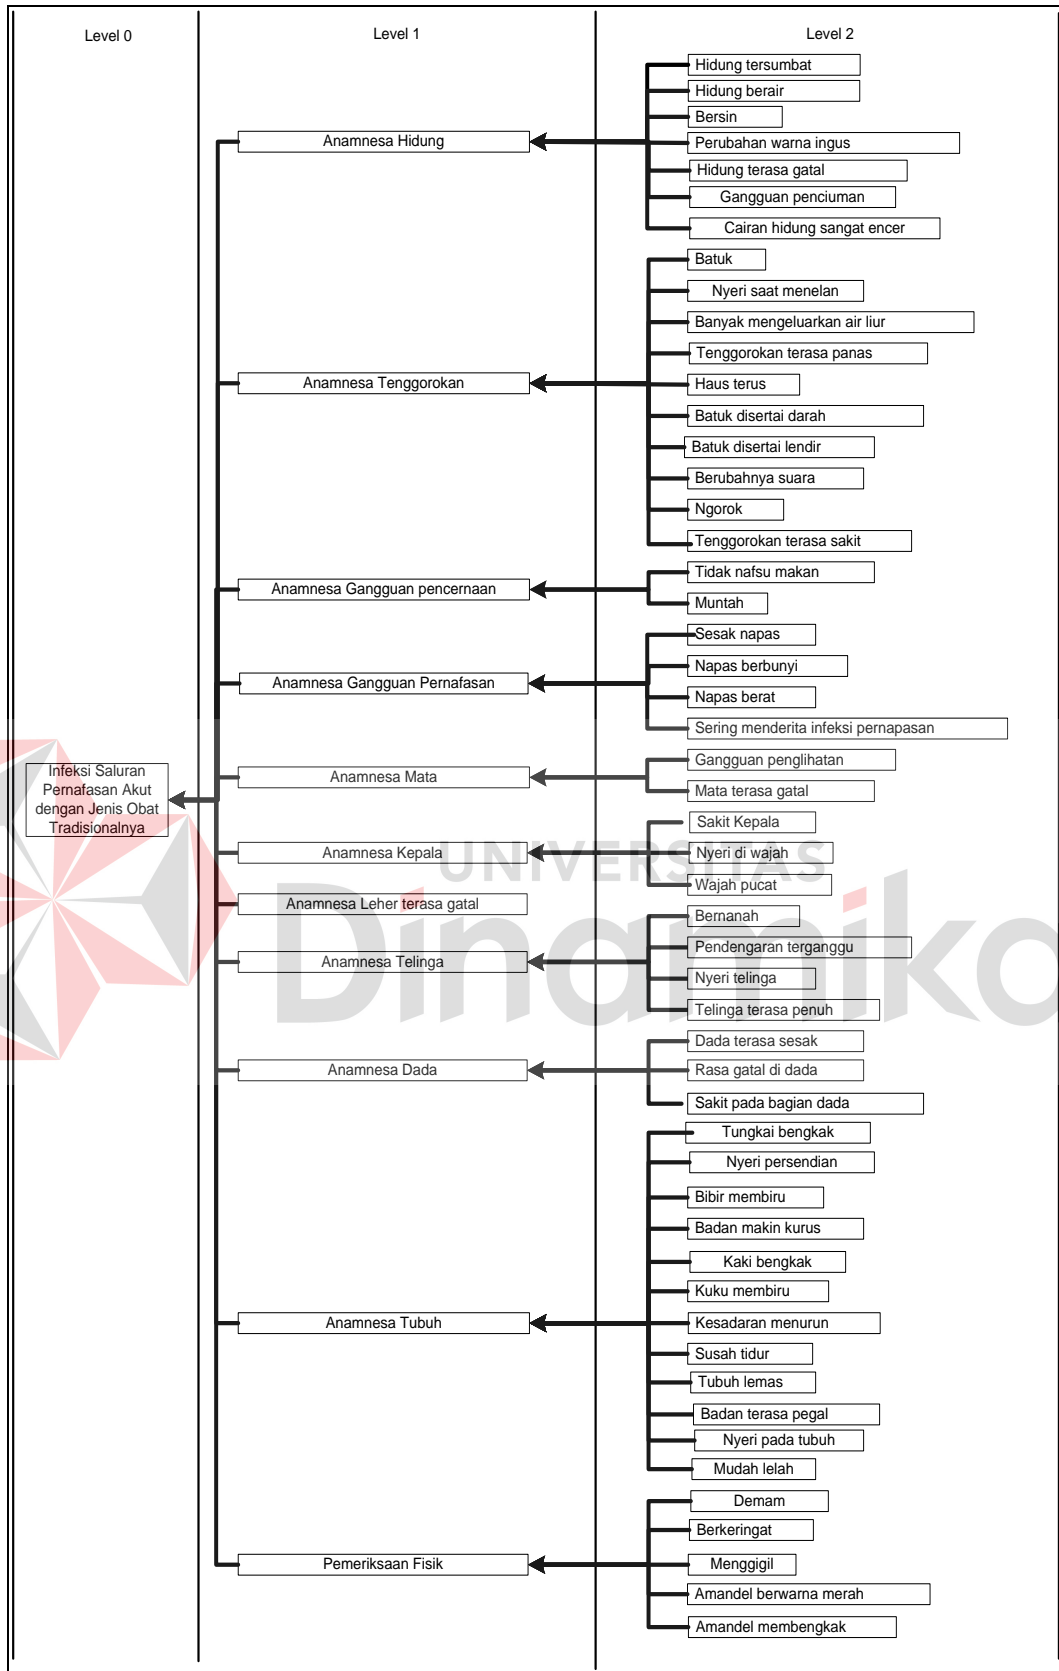 Level 0
Level 1
Level 2
Infeksi Saluran
Pernafasan Akut
dengan Jenis Obat
Tradisionalnya
Anamnesa Hidung
Hidung tersumbat
Hidung berair
Bersin
Perubahan warna ingus
Hidung terasa gatal
Gangguan penciuman
Cairan hidung sangat encer
Anamnesa Tenggorokan
Batuk
Nyeri saat menelan
Banyak mengeluarkan air liur
Tenggorokan terasa panas
Haus terus
Batuk disertai darah
Batuk disertai lendir
Berubahnya suara
Ngorok
Tenggorokan terasa sakit
Anamnesa Gangguan pencernaan
Tidak nafsu makan
Muntah
Anamnesa Gangguan Pernafasan
Sesak napas
Napas berbunyi
Napas berat
Sering menderita infeksi pernapasan
Anamnesa Mata
Gangguan penglihatan
Mata terasa gatal
Anamnesa Kepala
Sakit Kepala
Nyeri di wajah
Wajah pucat
Anamnesa Leher terasa gatal
Anamnesa Telinga
Bernanah
Pendengaran terganggu
Nyeri telinga
Telinga terasa penuh
Anamnesa Dada
Dada terasa sesak
Rasa gatal di dada
Sakit pada bagian dada
Anamnesa Tubuh
Tungkai bengkak
Nyeri persendian
Bibir membiru
Badan makin kurus
Kaki bengkak
Kuku membiru
Kesadaran menurun
Susah tidur
Tubuh lemas
Badan terasa pegal
Nyeri pada tubuh
Mudah lelah
Pemeriksaan Fisik
Demam
Berkeringat
Menggigil
Amandel berwarna merah
Amandel membengkak
UNIVERSITAS
Dinamika